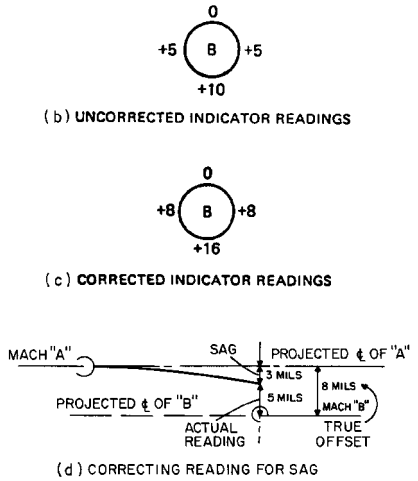 0
+5 B +5
+10
(b) UNCORRECTED INDICATOR READINGS
0
+8 B +8
+16
(c) CORRECTED INDICATOR READINGS
MACH "A" SAG PROJECTED ℄ OF "A"
3 MILS
8 MILS
PROJECTED ℄ OF "B" 5 MILS MACH "B"
ACTUAL READING TRUE OFFSET
(d) CORRECTING READING FOR SAG